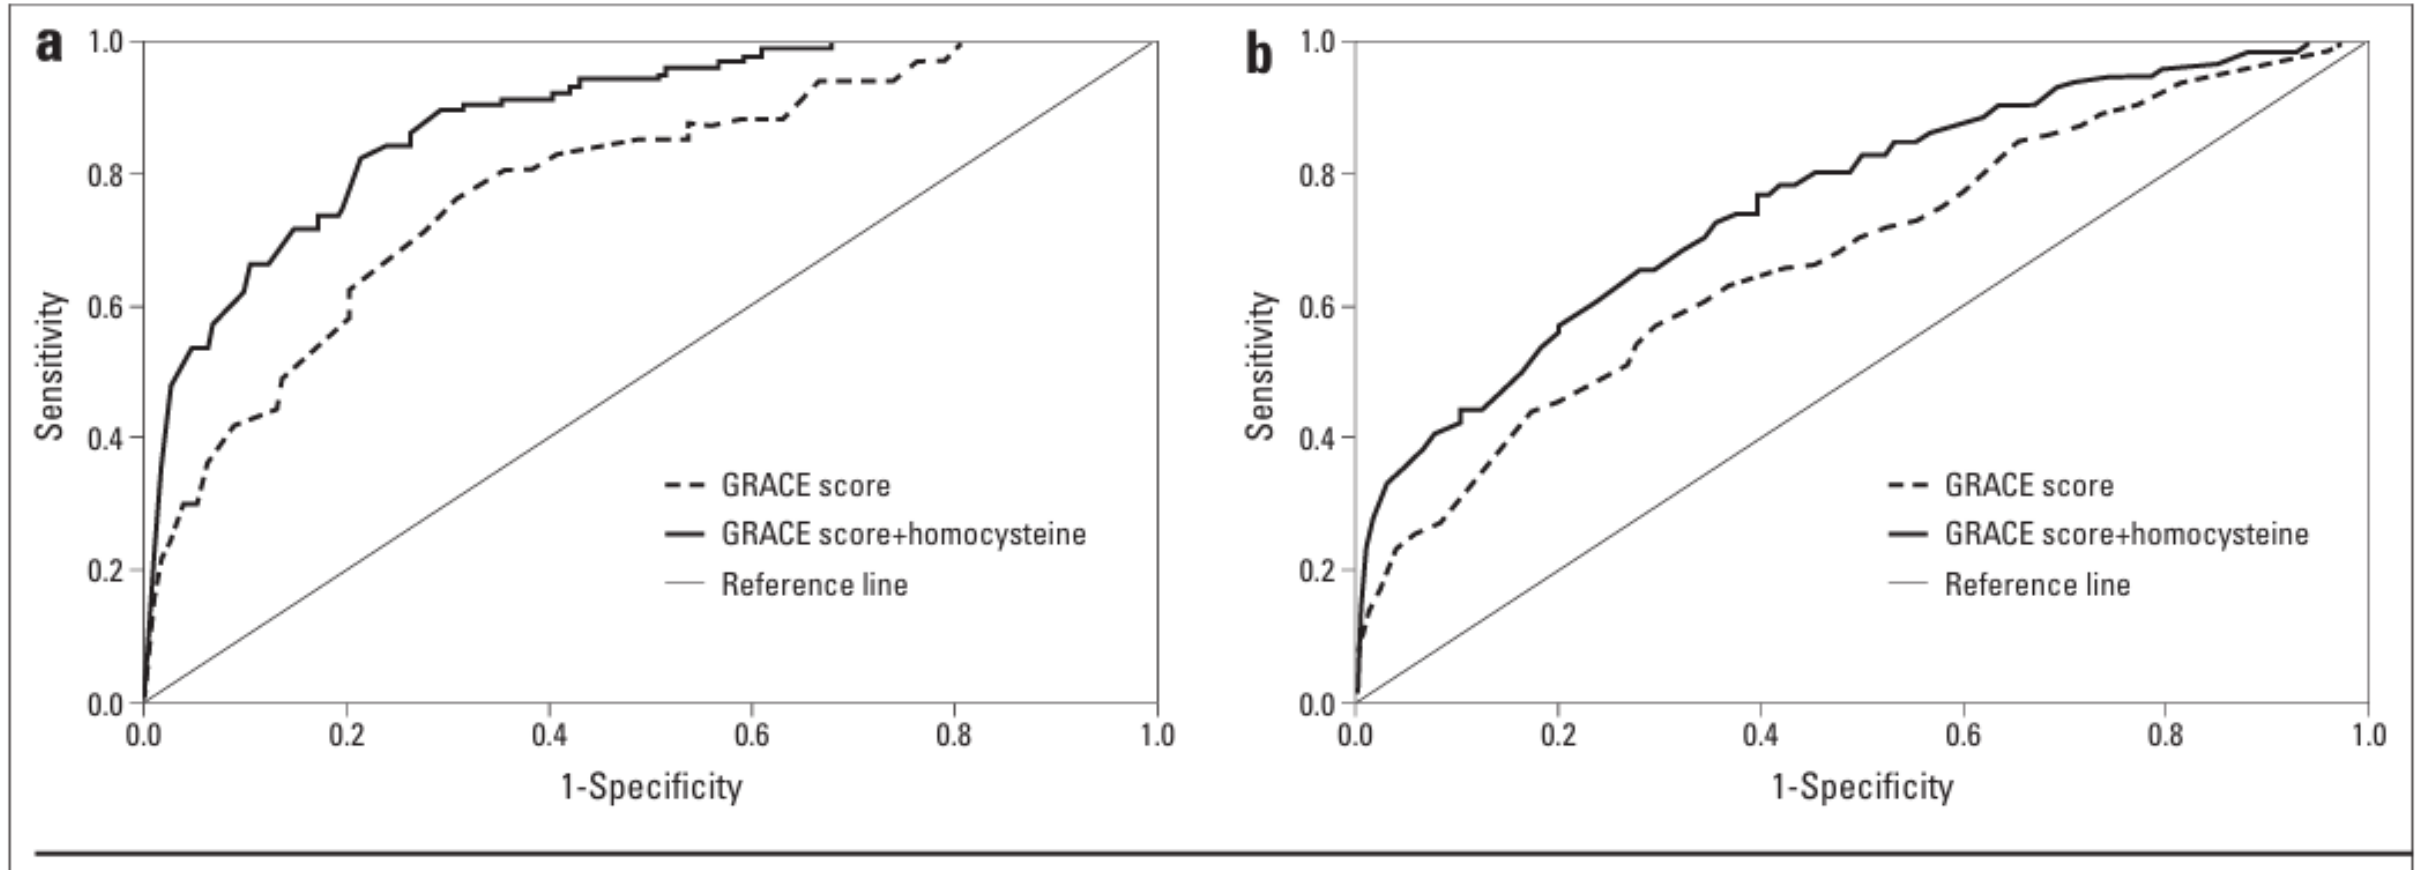 a
1.0
0.8
0.6
0.4
0.2
0.0
Sensitivity
GRACE score
GRACE score+homocysteine
Reference line
0.0 0.2 0.4 0.6 0.8 1.0
1-Specificity
b
1.0
0.8
0.6
0.4
0.2
0.0
Sensitivity
GRACE score
GRACE score+homocysteine
Reference line
0.0 0.2 0.4 0.6 0.8 1.0
1-Specificity